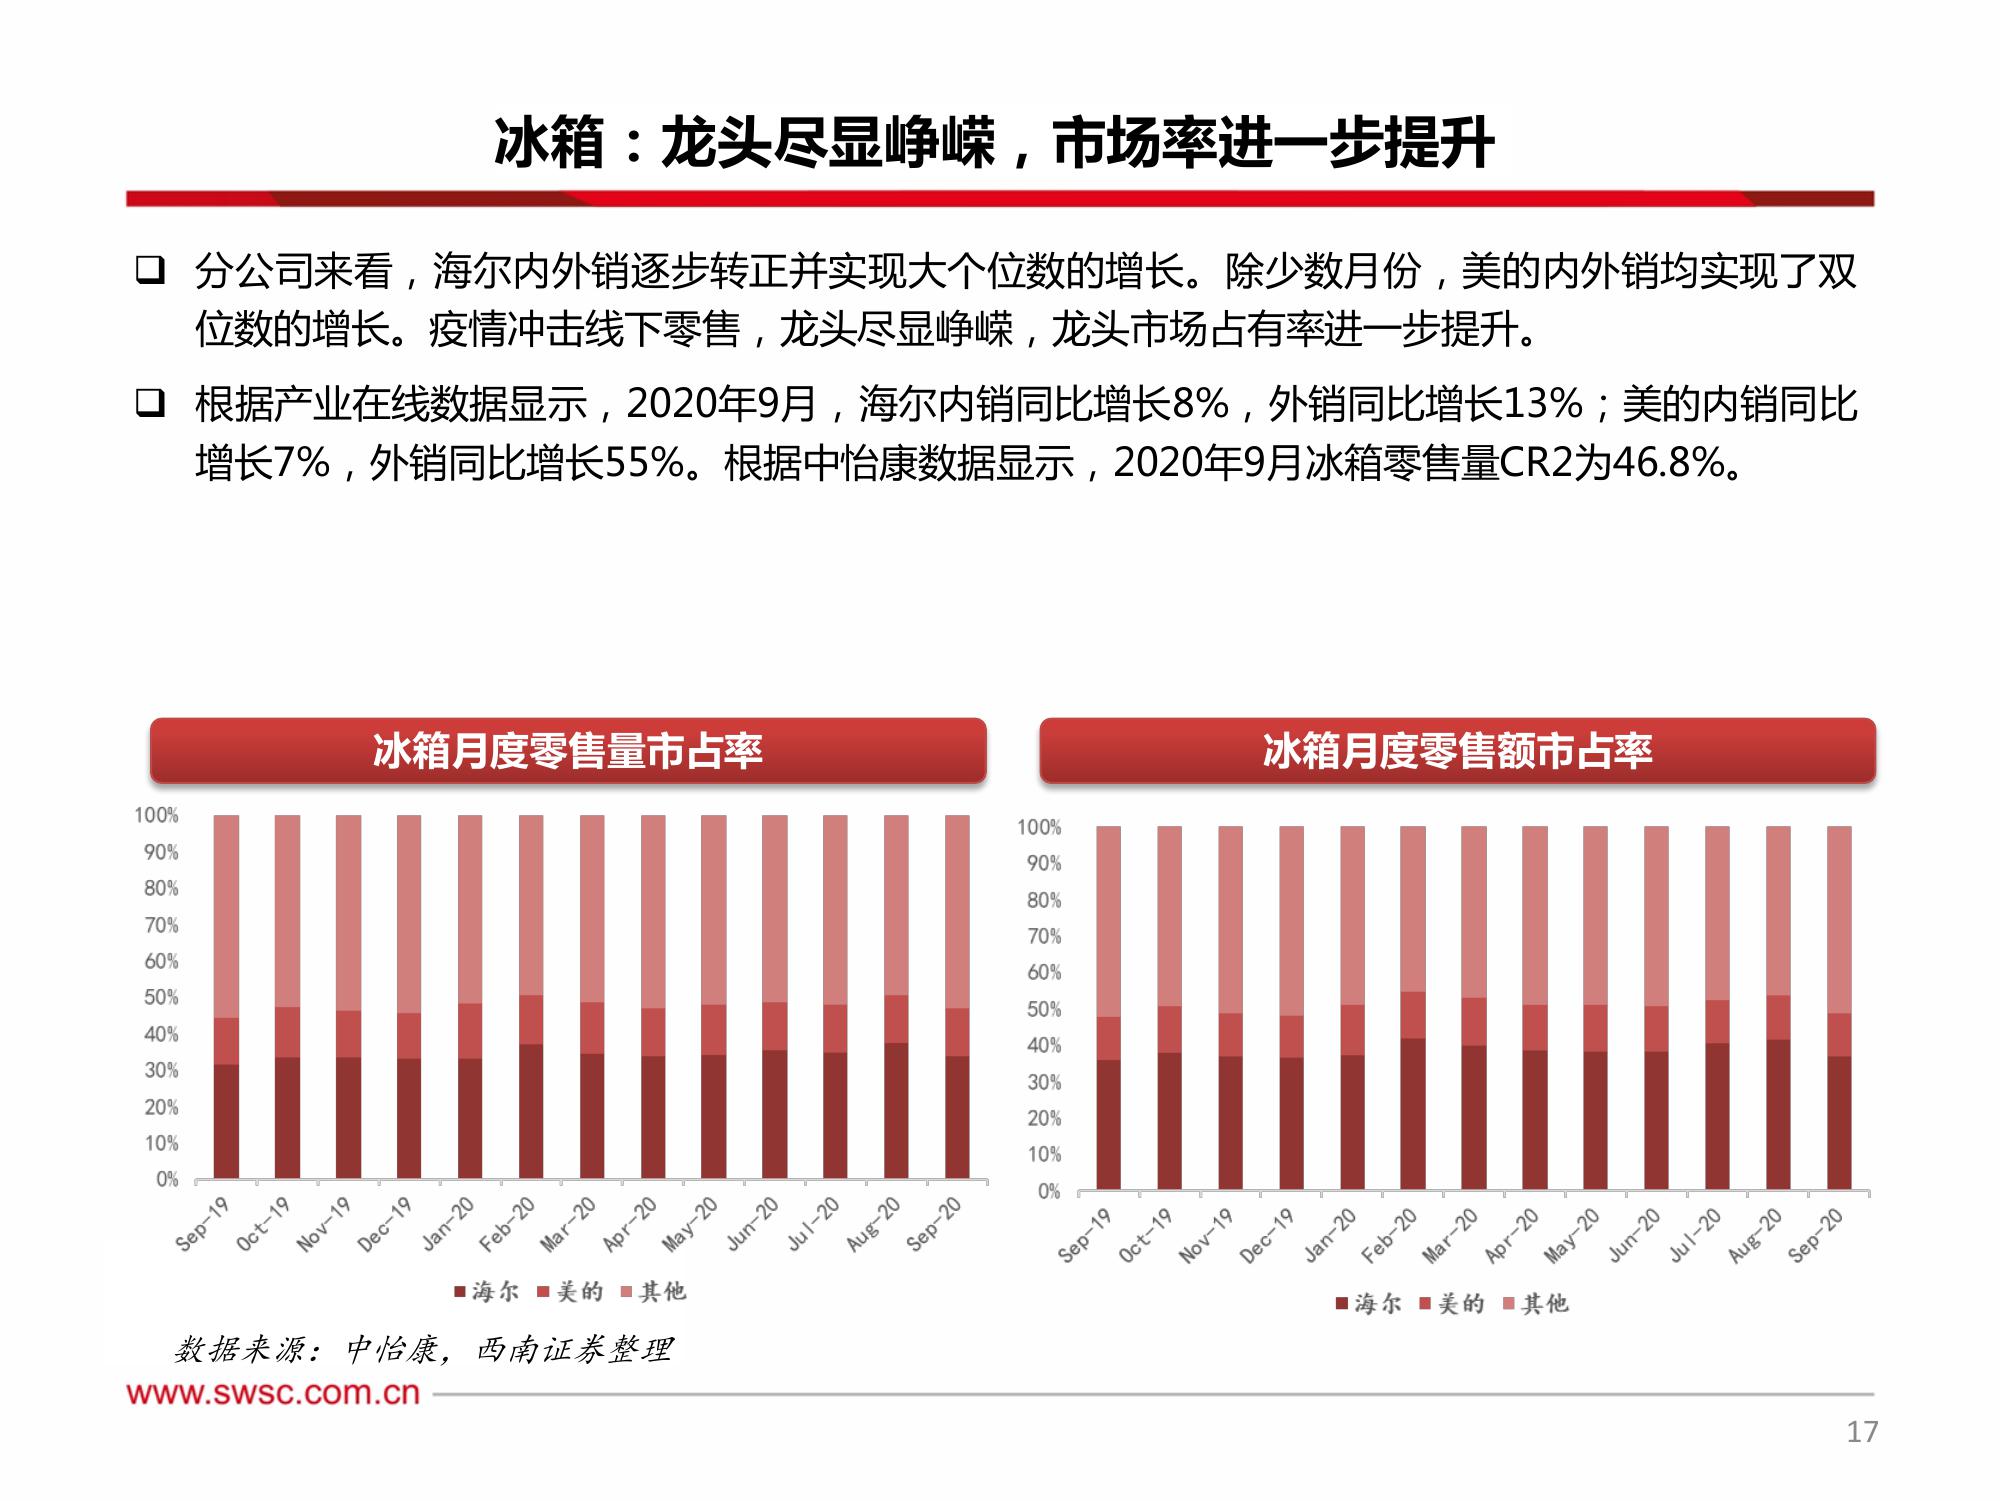 冰箱：龙头尽显峥嵘，市场率进一步提升
❑ 分公司来看，海尔内外销逐步转正并实现大个位数的增长。除少数月份，美的内外销均实现了双
位数的增长。疫情冲击线下零售，龙头尽显峥嵘，龙头市场占有率进一步提升。
❑ 根据产业在线数据显示，2020年9月，海尔内销同比增长8%，外销同比增长13%；美的内销同比
增长7%，外销同比增长55%。根据中怡康数据显示，2020年9月冰箱零售量CR2为46.8%。
冰箱月度零售量市占率
100%
90%
80%
70%
60%
50%
40%
30%
20%
10%
0%
Sep-19 Oct-19 Nov-19 Dec-19 Jan-20 Feb-20 Mar-20 Apr-20 May-20 Jun-20 Jul-20 Aug-20 Sep-20
海尔 美的 其他
冰箱月度零售额市占率
100%
90%
80%
70%
60%
50%
40%
30%
20%
10%
0%
Sep-19 Oct-19 Nov-19 Dec-19 Jan-20 Feb-20 Mar-20 Apr-20 May-20 Jun-20 Jul-20 Aug-20 Sep-20
海尔 美的 其他
数据来源：中怡康，西南证券整理
www.swsc.com.cn
17